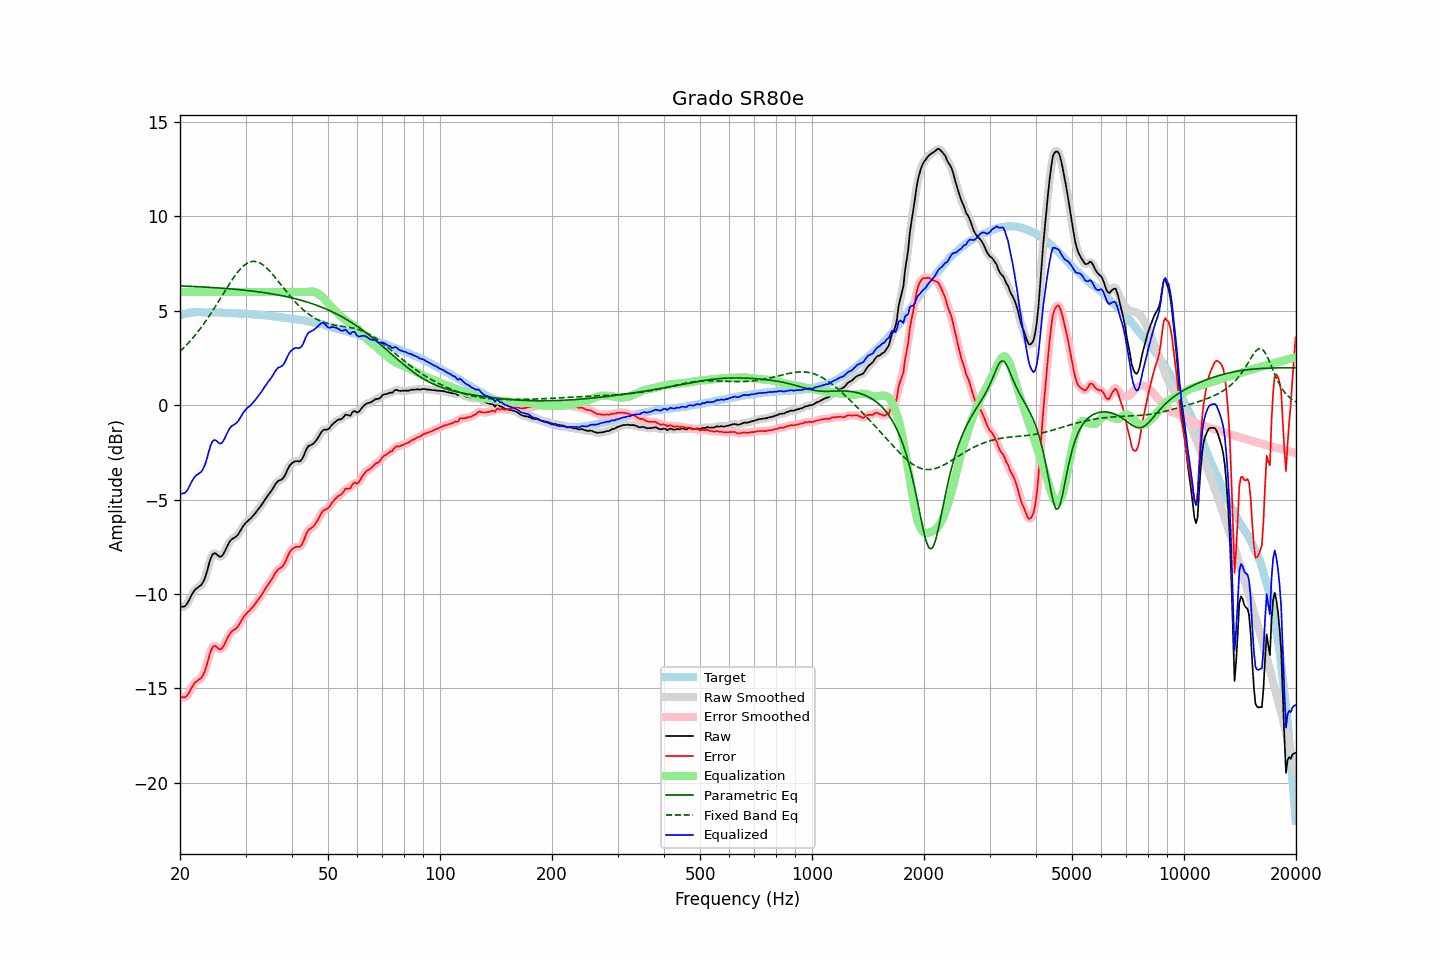 Grado SR80e
15
10
5
0
−5
−10
−15
−20
Amplitude (dBr)
Target
Raw Smoothed
Error Smoothed
Raw
Error
Equalization
Parametric Eq
Fixed Band Eq
Equalized
20
50
100
200
500
1000
2000
5000
10000
20000
Frequency (Hz)